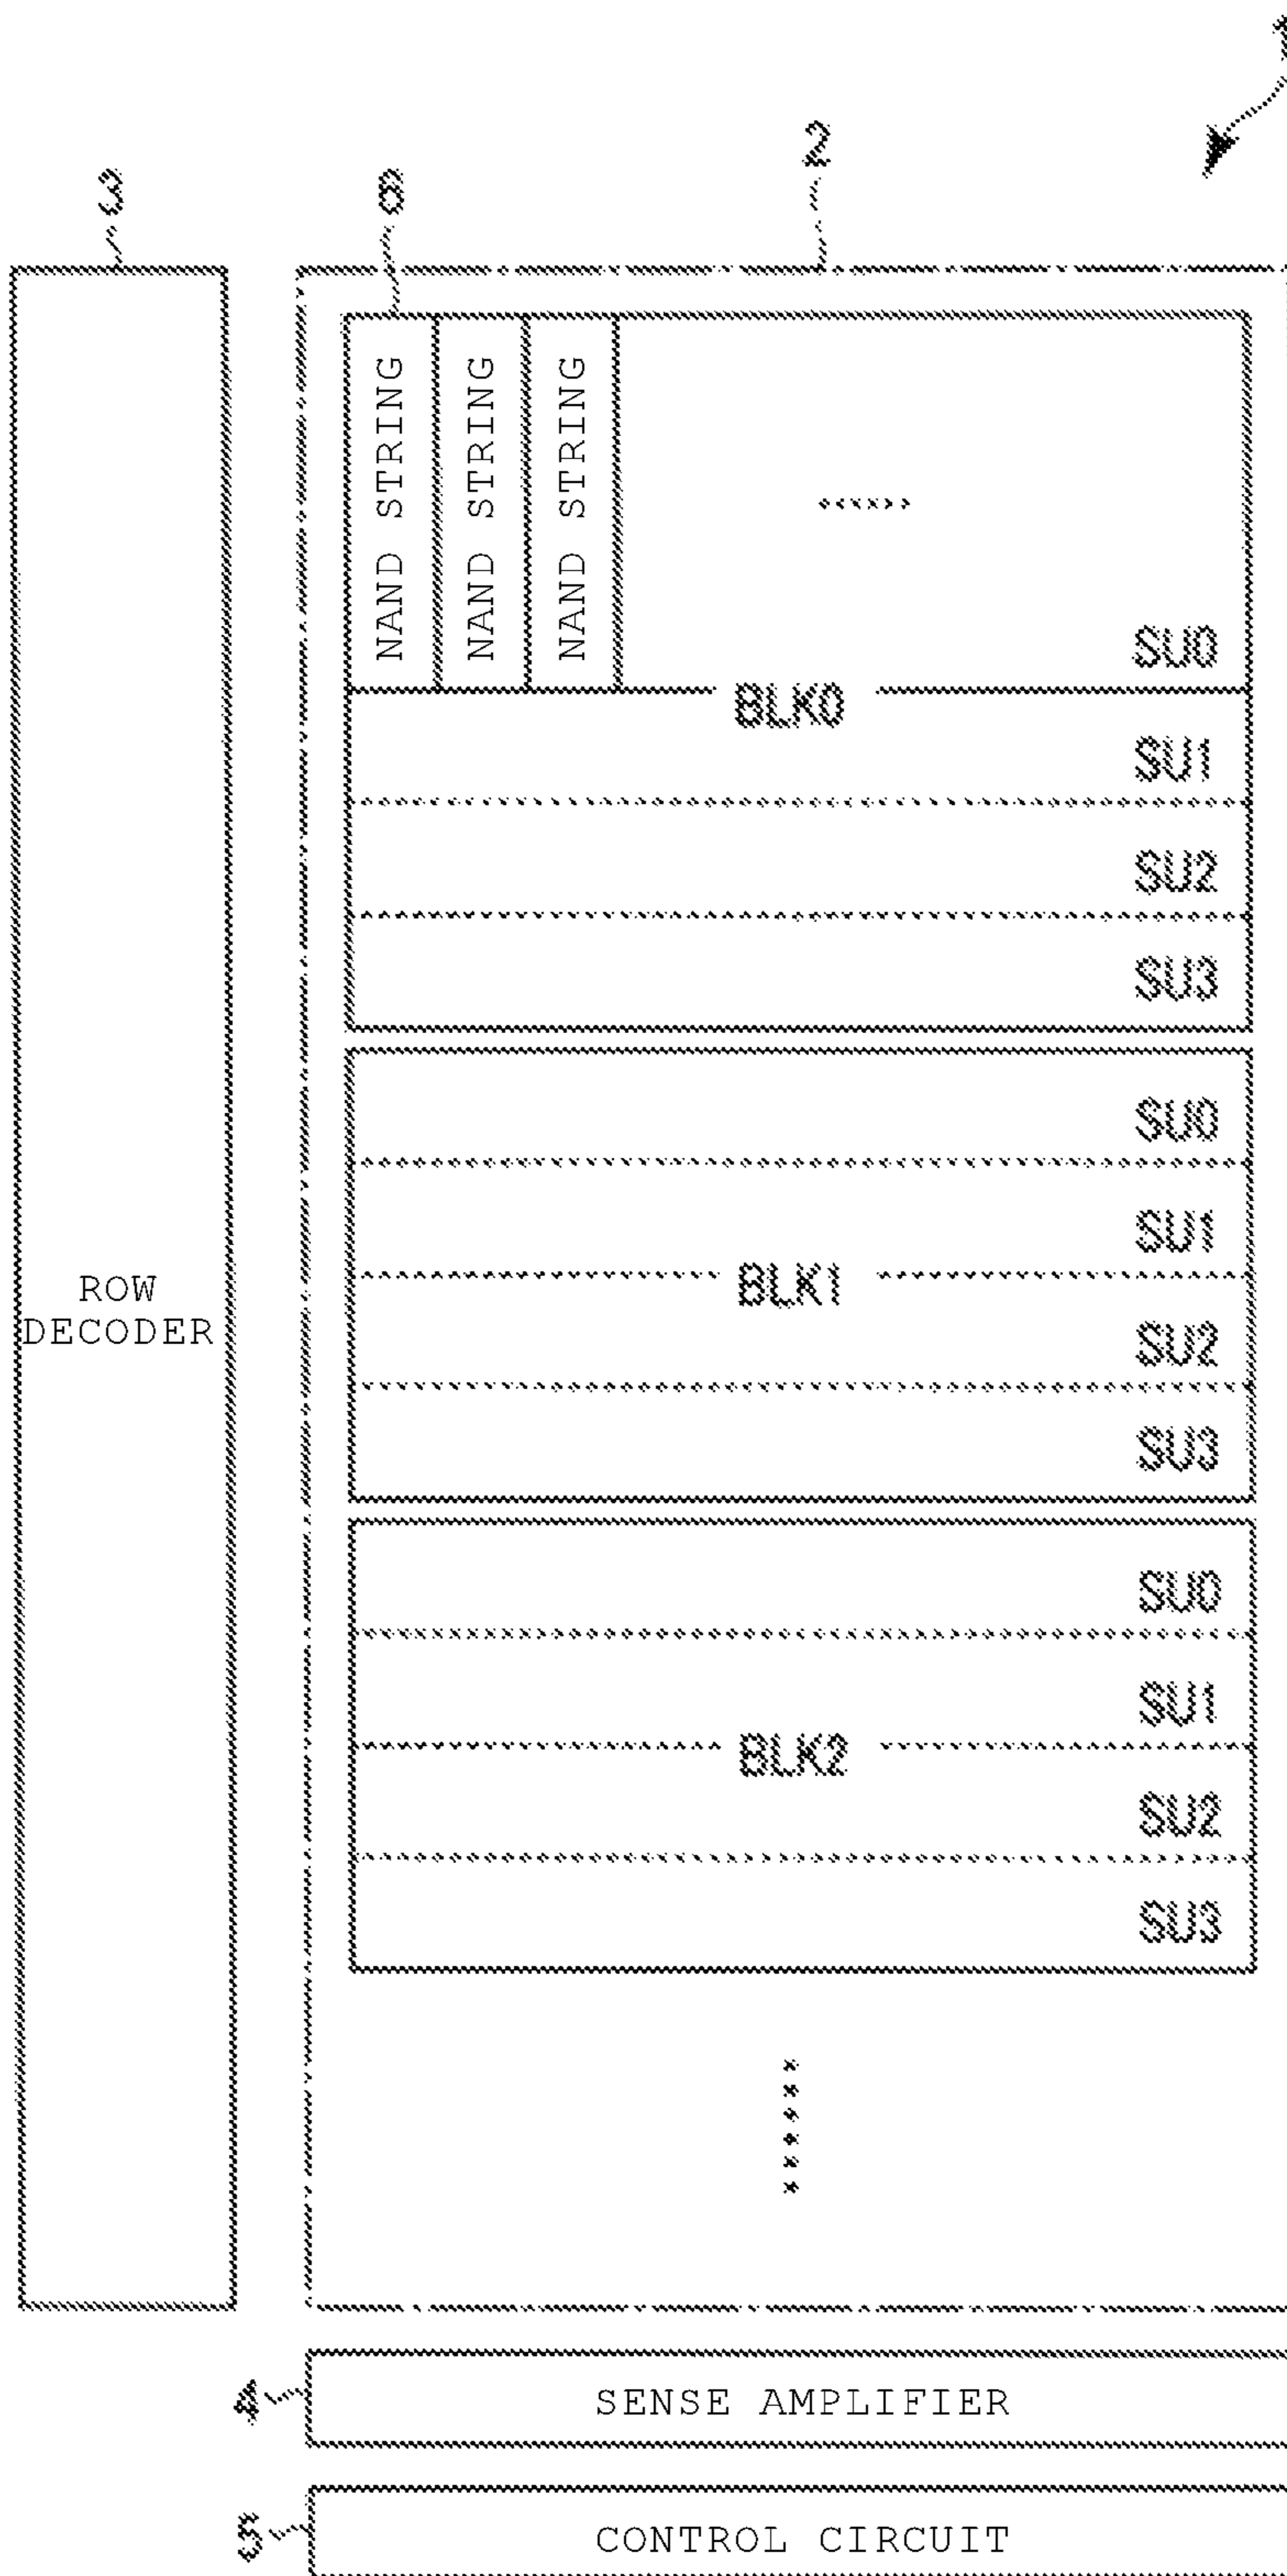 1
3
6
2
NAND STRING
NAND STRING
NAND STRING
SU0
BLK0
SU1
SU2
SU3
SU0
SU1
BLK1
SU2
SU3
SU0
SU1
BLK2
SU2
SU3
ROW
DECODER
4
SENSE AMPLIFIER
5
CONTROL CIRCUIT